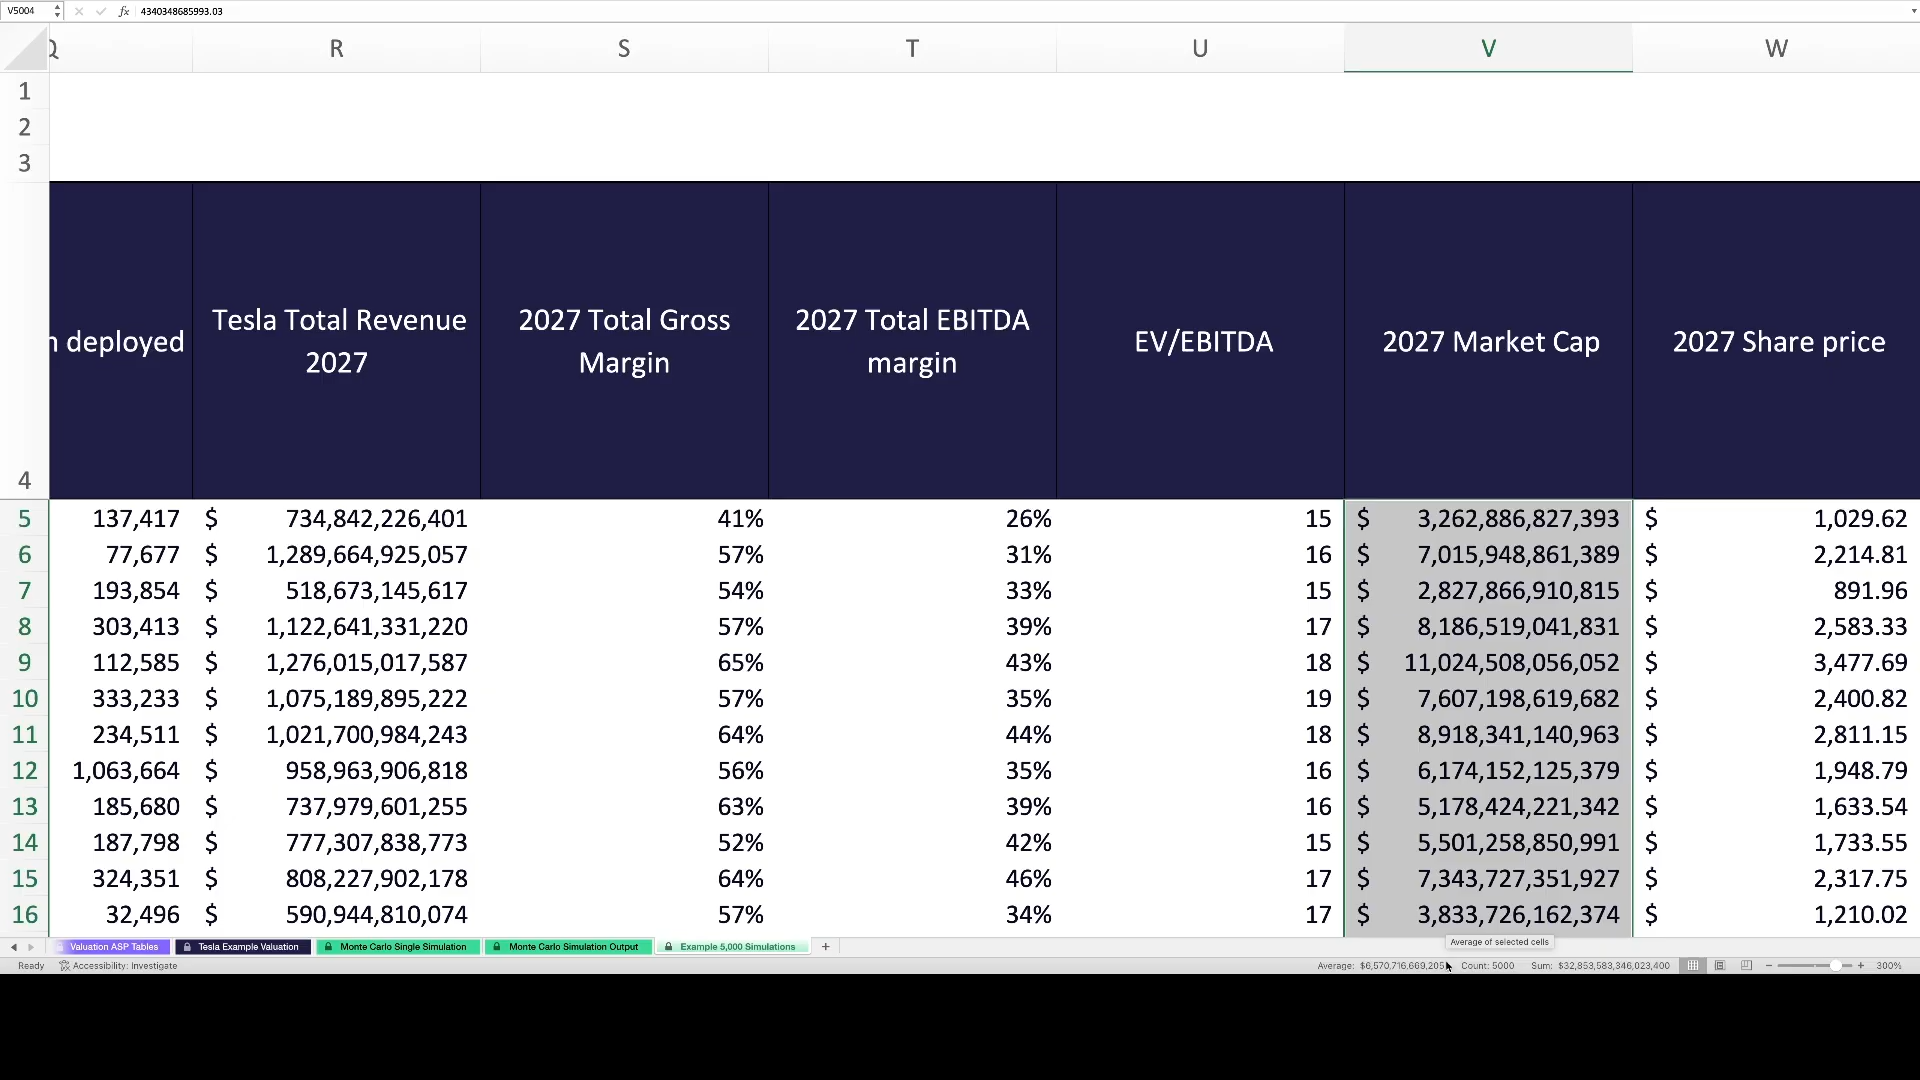 V5004 fx 4340348685993.03
Q R S T U V W
1
2
3
4 n deployed Tesla Total Revenue 2027 2027 Total Gross Margin 2027 Total EBITDA margin EV/EBITDA 2027 Market Cap 2027 Share price
5 137,417 $ 734,842,226,401 41% 26% 15 $ 3,262,886,827,393 $ 1,029.62
6 77,677 $ 1,289,664,925,057 57% 31% 16 $ 7,015,948,861,389 $ 2,214.81
7 193,854 $ 518,673,145,617 54% 33% 15 $ 2,827,866,910,815 $ 891.96
8 303,413 $ 1,122,641,331,220 57% 39% 17 $ 8,186,519,041,831 $ 2,583.33
9 112,585 $ 1,276,015,017,587 65% 43% 18 $ 11,024,508,056,052 $ 3,477.69
10 333,233 $ 1,075,189,895,222 57% 35% 19 $ 7,607,198,619,682 $ 2,400.82
11 234,511 $ 1,021,700,984,243 64% 44% 18 $ 8,918,341,140,963 $ 2,811.15
12 1,063,664 $ 958,963,906,818 56% 35% 16 $ 6,174,152,125,379 $ 1,948.79
13 185,680 $ 737,979,601,255 63% 39% 16 $ 5,178,424,221,342 $ 1,633.54
14 187,798 $ 777,307,838,773 52% 42% 15 $ 5,501,258,850,991 $ 1,733.55
15 324,351 $ 808,227,902,178 64% 46% 17 $ 7,343,727,351,927 $ 2,317.75
16 32,496 $ 590,944,810,074 57% 34% 17 $ 3,833,726,162,374 $ 1,210.02
Valuation ASP Tables Tesla Example Valuation Monte Carlo Single Simulation Monte Carlo Simulation Output Example 5,000 Simulations +
Average of selected cells
Ready Accessibility: Investigate Average: $6,570,716,669,205 Count: 5000 Sum: $32,853,583,346,023,400 − + 300%